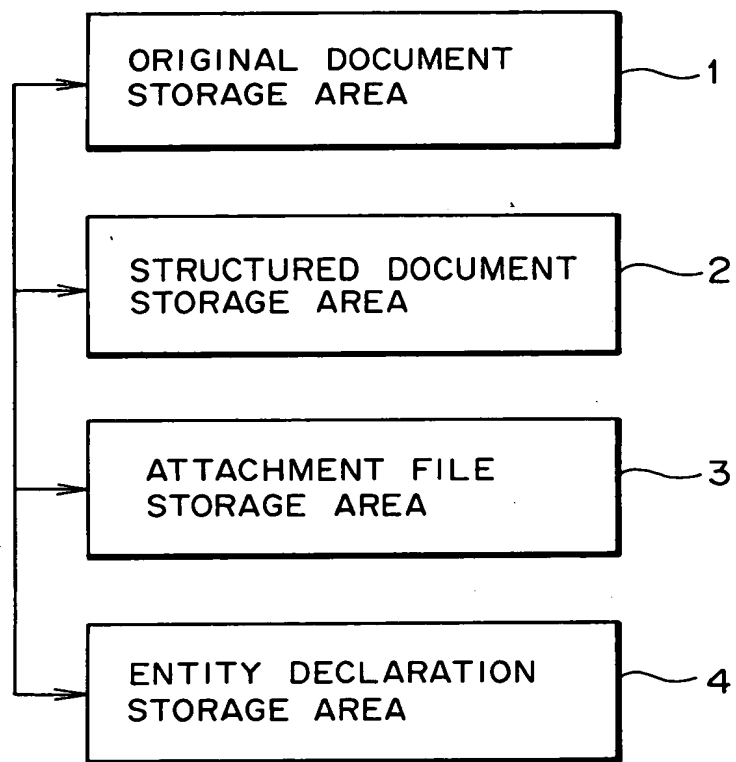 ORIGINAL DOCUMENT
STORAGE AREA
1
STRUCTURED DOCUMENT
STORAGE AREA
2
ATTACHMENT FILE
STORAGE AREA
3
ENTITY DECLARATION
STORAGE AREA
4